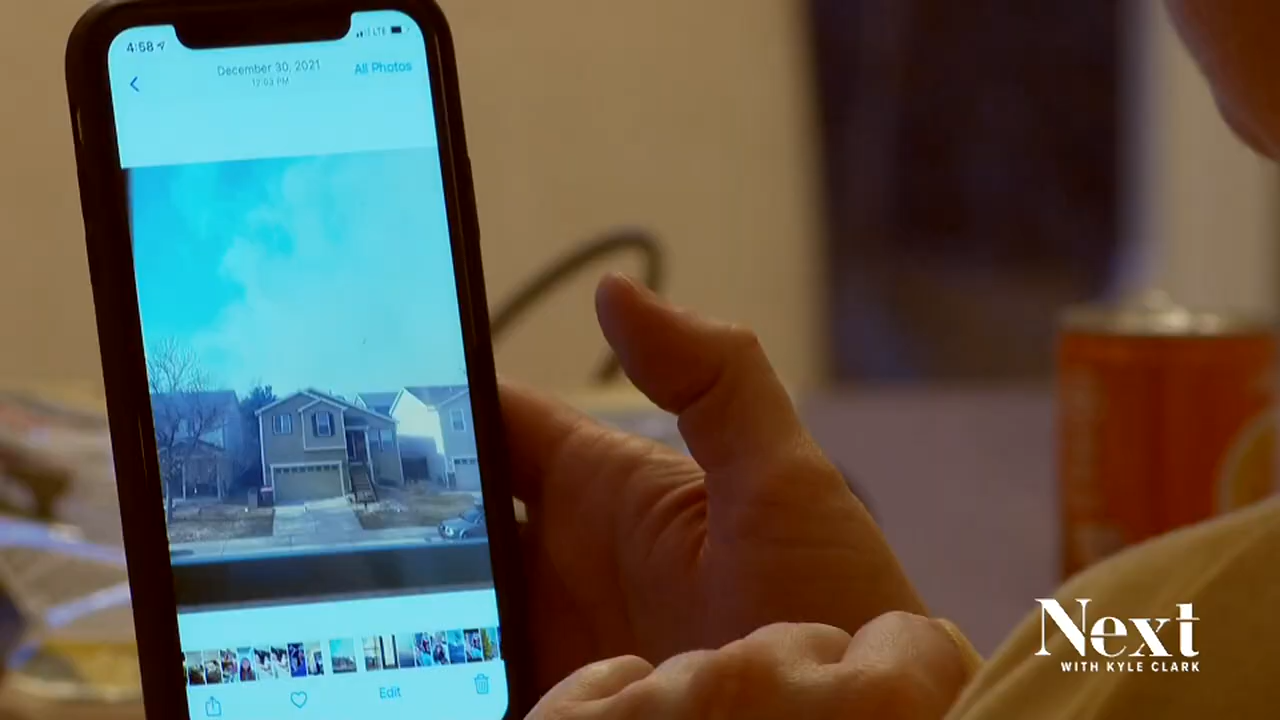 4:58
LTE
December 30, 2021
12:03 PM
All Photos
Edit
Next
WITH KYLE CLARK